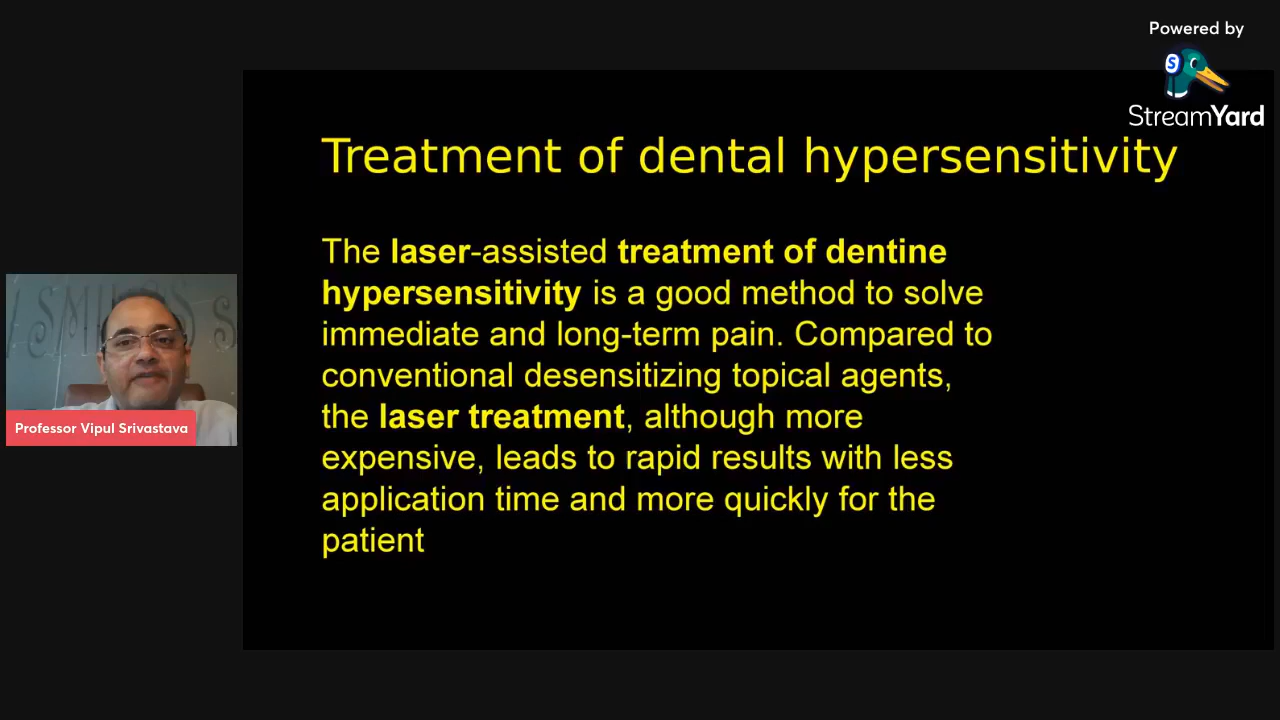 Powered by
S
StreamYard
Treatment of dental hypersensitivity
The laser-assisted treatment of dentine
hypersensitivity is a good method to solve
immediate and long-term pain. Compared to
conventional desensitizing topical agents,
the laser treatment, although more
expensive, leads to rapid results with less
application time and more quickly for the
patient
SMILES S
Professor Vipul Srivastava